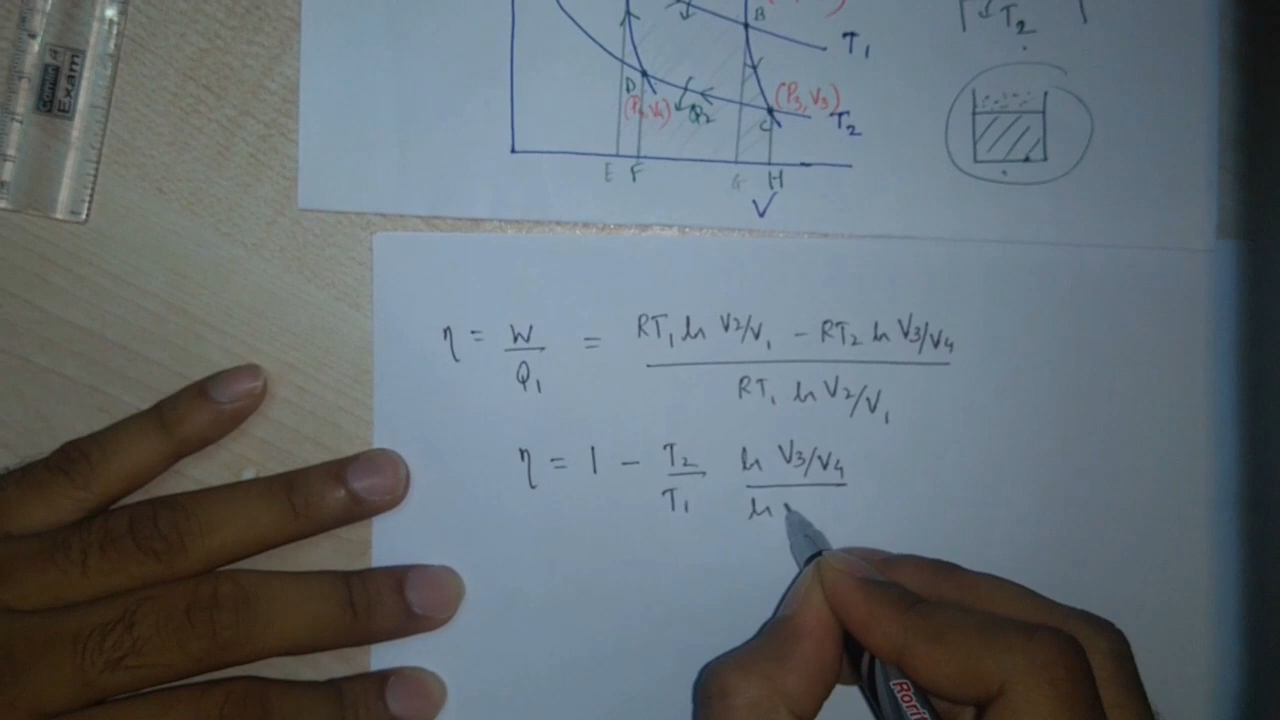 B
T₂
T₁
D
(P₃, V₃)
V₄)
Q₂
C
T₂
E F G H
V
Exam
η = W/Q₁ = (RT₁ ln V2/V₁ - RT₂ ln V3/V4)/(RT₁ ln V2/V₁)
η = 1 - T₂/T₁ ln V3/V4 / ln
Rori